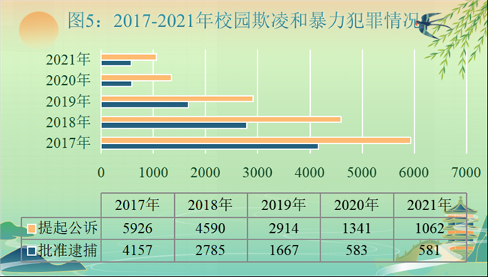 图5：2017-2021年校园欺凌和暴力犯罪情况
2021年
2020年
2019年
2018年
2017年
0 1000 2000 3000 4000 5000 6000 7000
2017年 2018年 2019年 2020年 2021年
提起公诉 5926 4590 2914 1341 1062
批准逮捕 4157 2785 1667 583 581